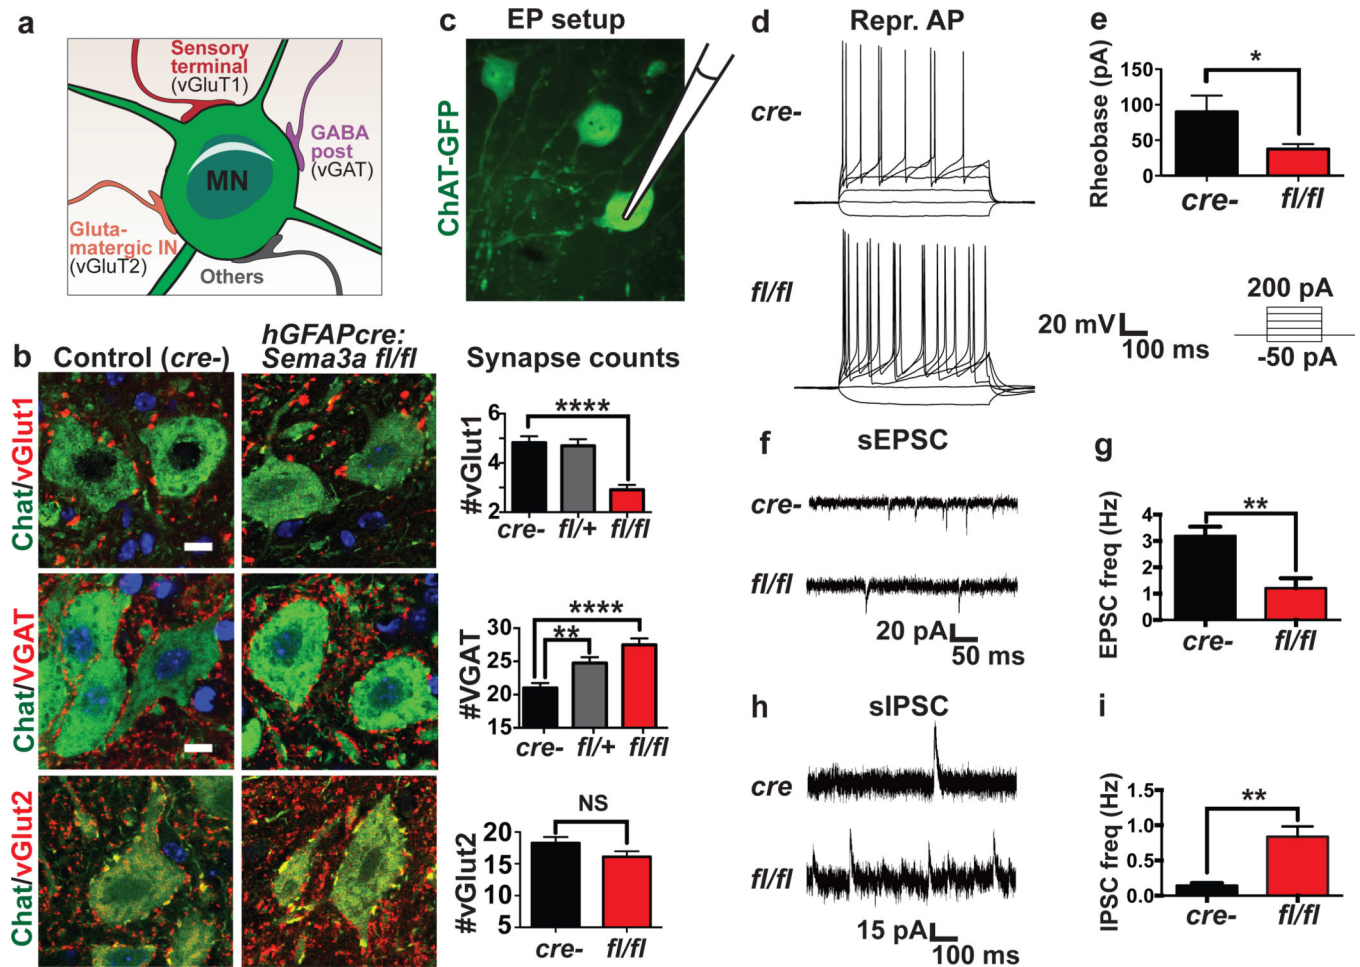 a
Sensory
terminal
(vGluT1)
GABA
post
(vGAT)
MN
Gluta-
matergic IN
(vGluT2)
Others
b
Control (cre-)
hGFAPcre:
Sema3a fl/fl
Synapse counts
Chat/vGlut1
#vGlut1
6
4
2
****
cre-
fl/+
fl/fl
Chat/VGAT
#VGAT
30
25
20
15
****
**
cre-
fl/+
fl/fl
Chat/vGlut2
#vGlut2
20
15
10
5
NS
cre-
fl/fl
c
EP setup
ChAT-GFP
d
Repr. AP
cre-
fl/fl
20 mV
100 ms
200 pA
-50 pA
e
Rheobase (pA)
150
100
50
0
*
cre-
fl/fl
f
sEPSC
cre-
fl/fl
20 pA
50 ms
g
EPSC freq (Hz)
4
3
2
1
0
**
cre-
fl/fl
h
sIPSC
cre
fl/fl
15 pA
100 ms
i
IPSC freq (Hz)
1.5
1.0
0.5
0.0
**
cre-
fl/fl